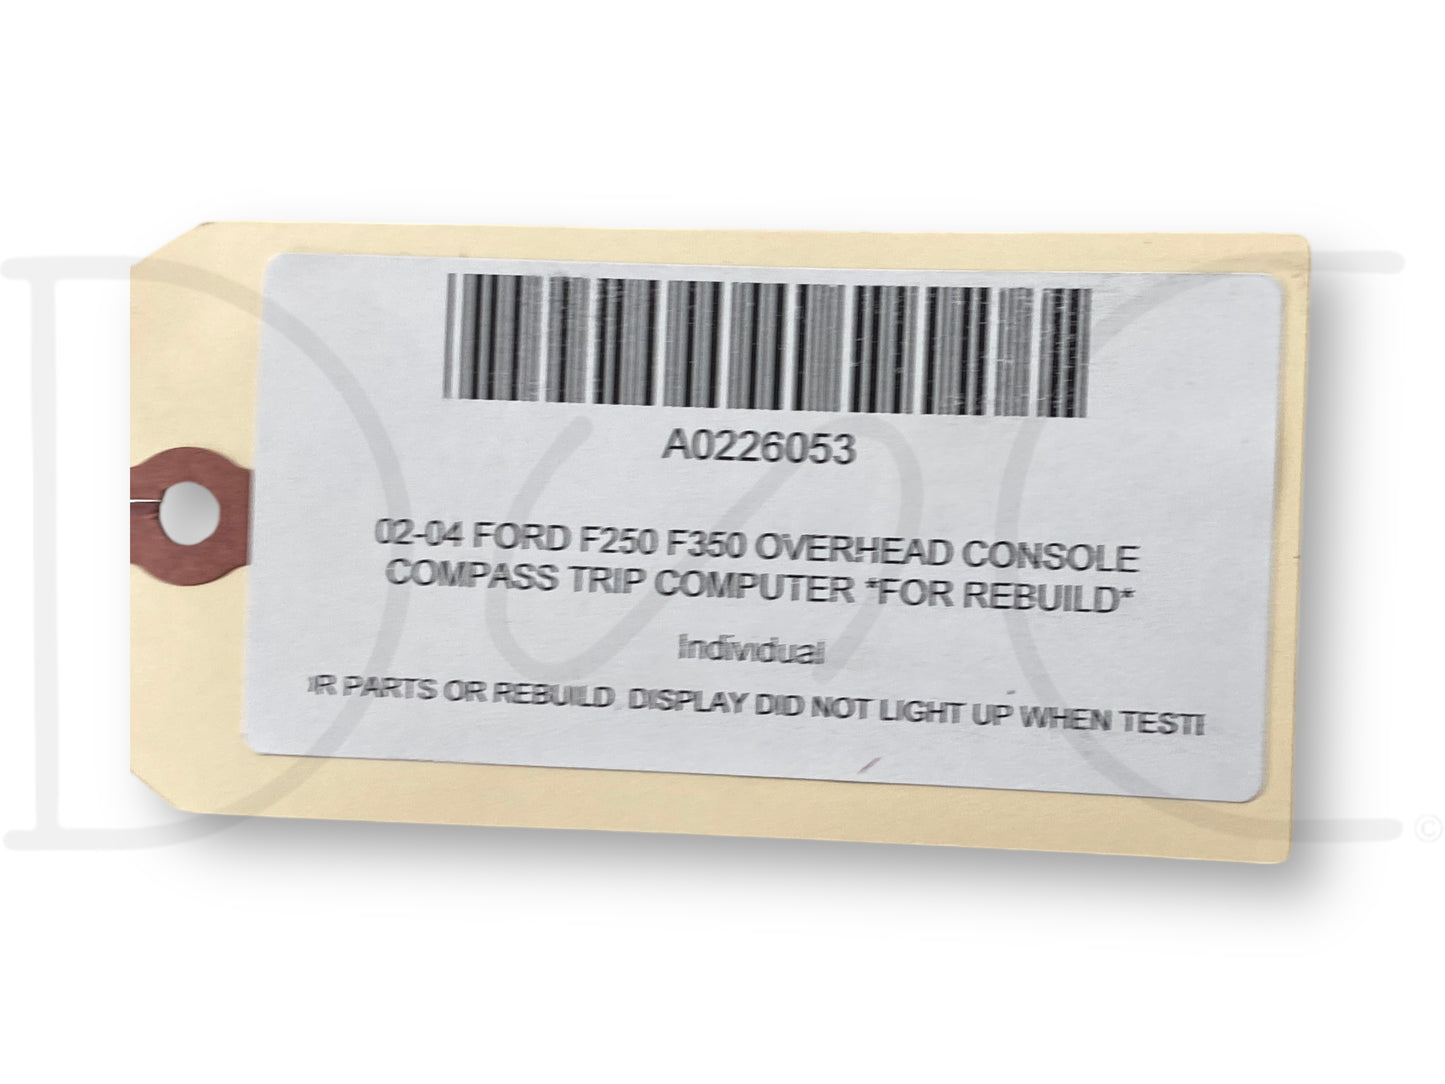 A0226053
02-04 FORD F250 F350 OVERHEAD CONSOLE
COMPASS TRIP COMPUTER *FOR REBUILD*
Individual
PARTS OR REBUILD. DISPLAY DID NOT LIGHT UP WHEN
©